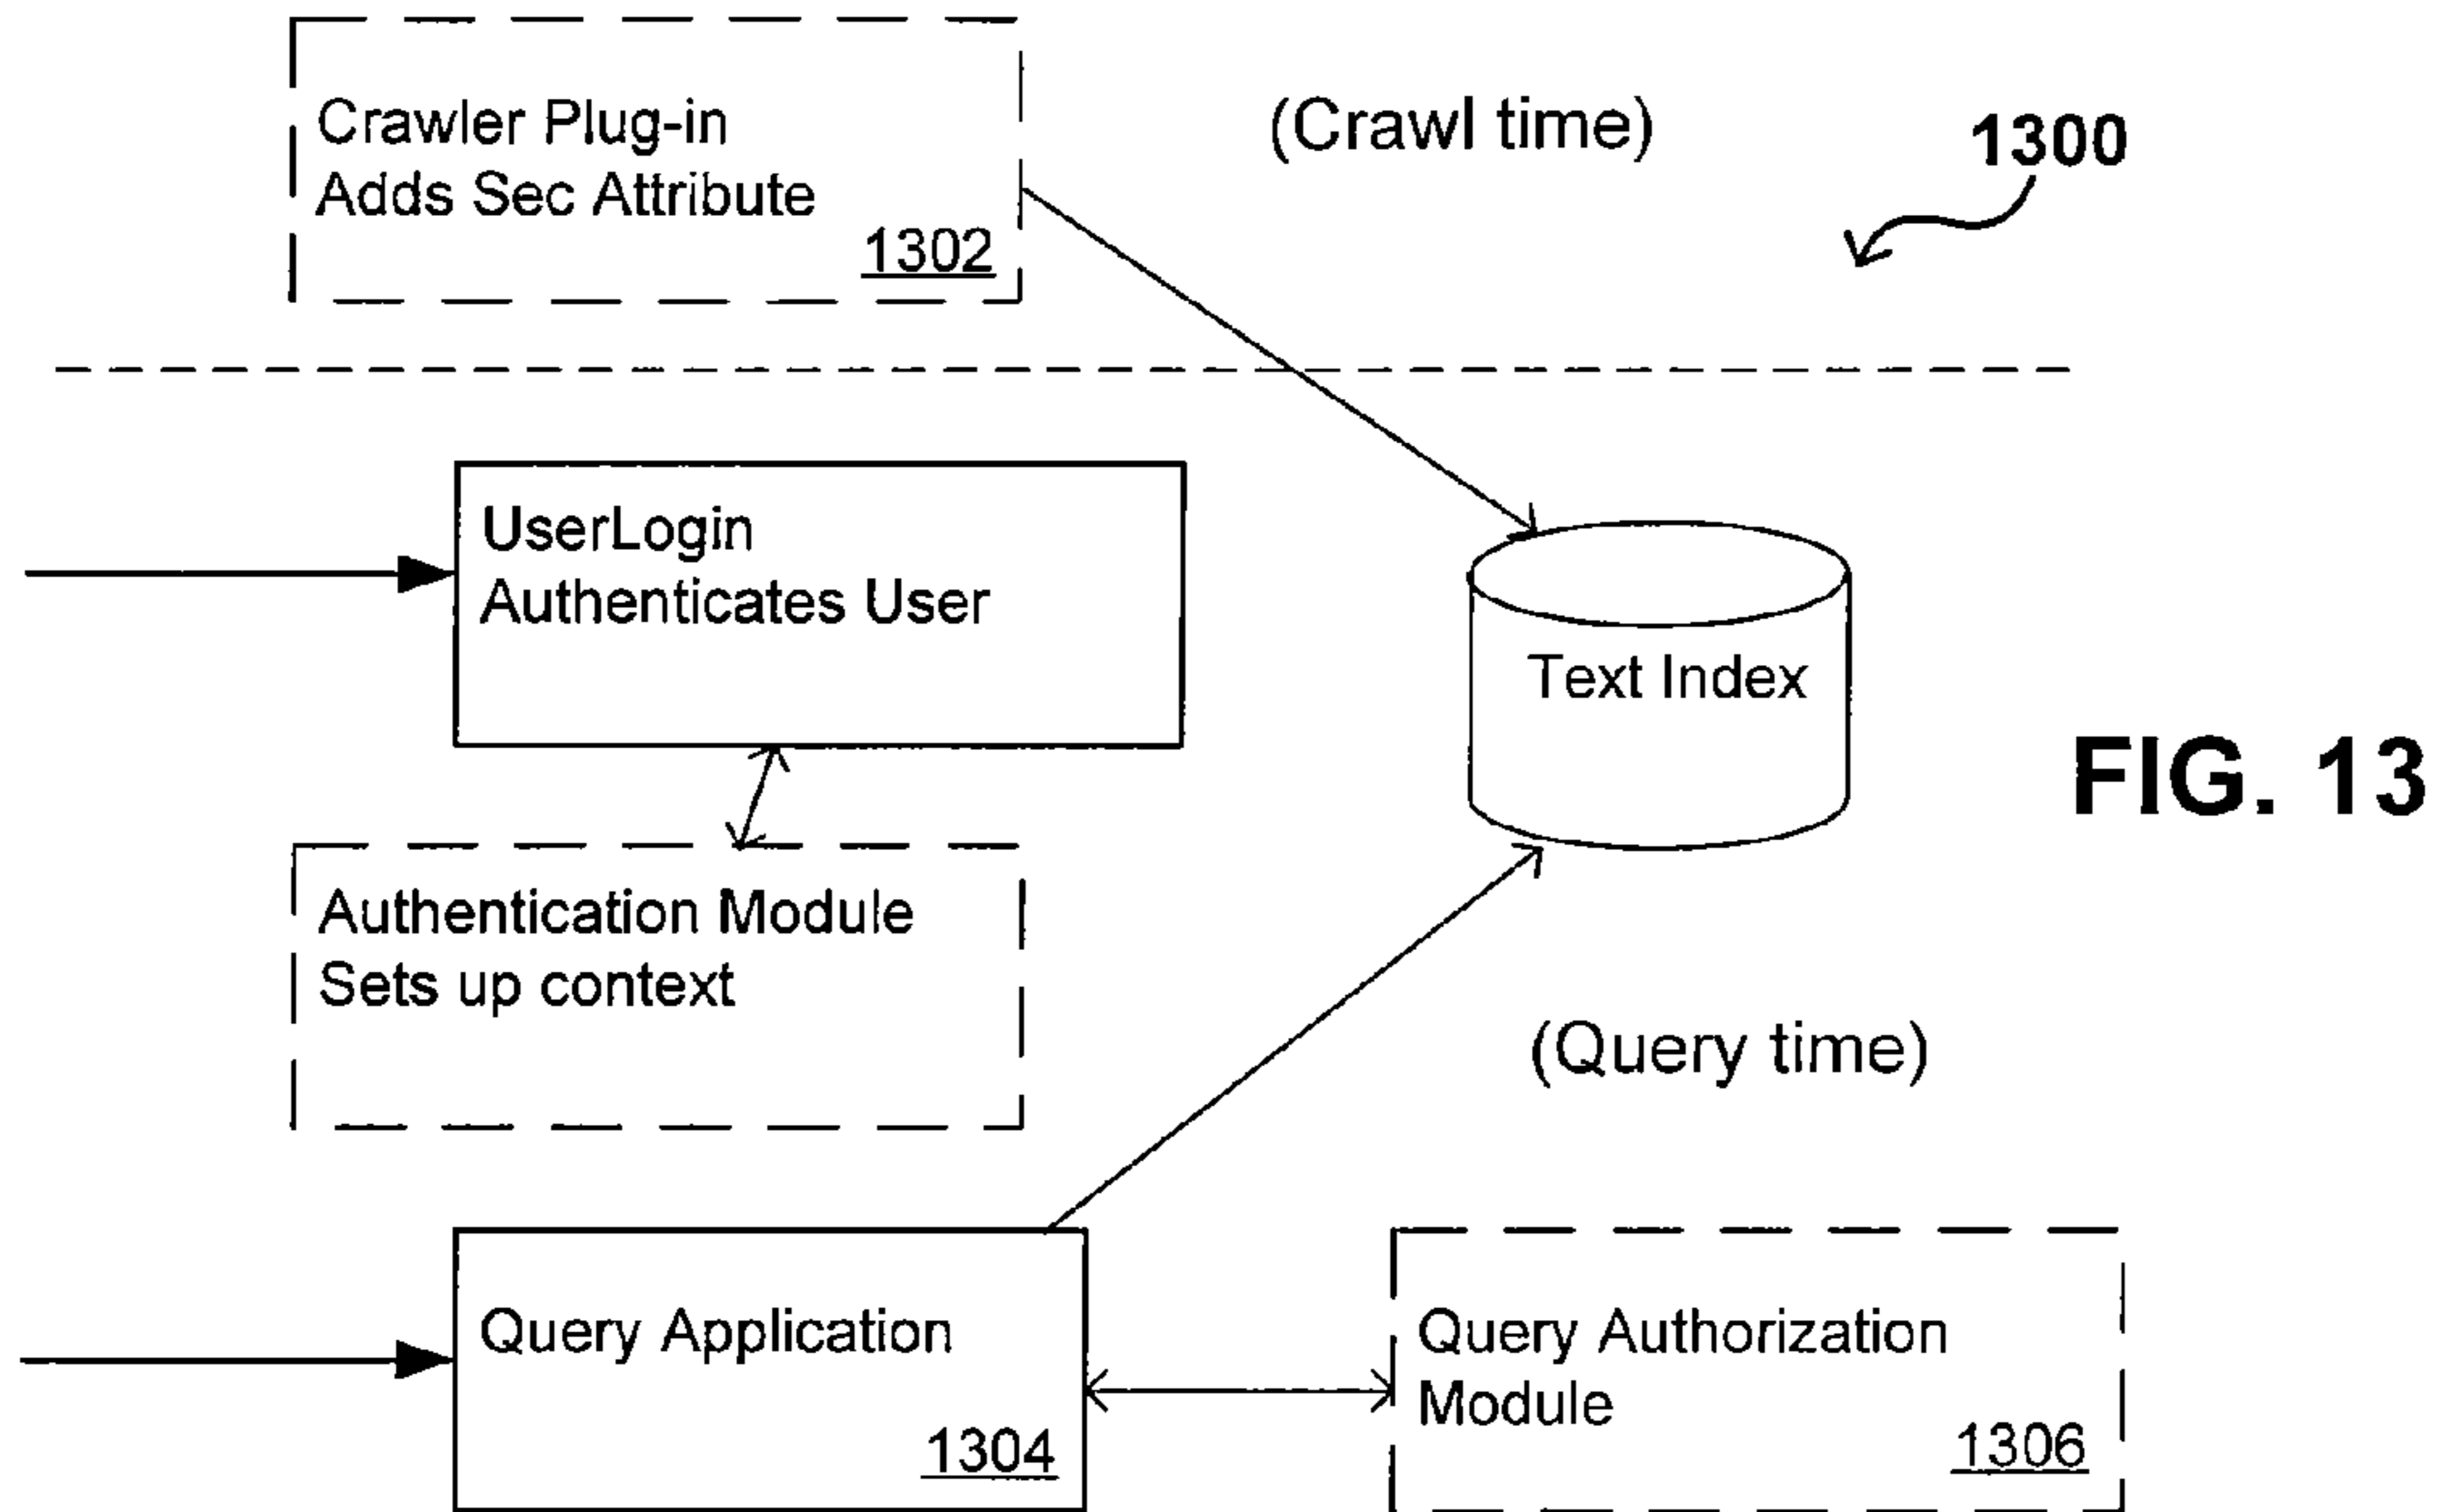 Crawler Plug-in
Adds Sec Attribute
1302
(Crawl time)
1300
UserLogin
Authenticates User
Text Index
FIG. 13
Authentication Module
Sets up context
(Query time)
Query Application
1304
Query Authorization
Module
1306